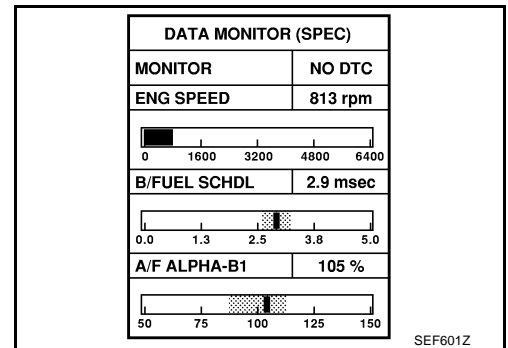 DATA MONITOR (SPEC)
MONITOR NO DTC
ENG SPEED 813 rpm
0 1600 3200 4800 6400
B/FUEL SCHDL 2.9 msec
0.0 1.3 2.5 3.8 5.0
A/F ALPHA-B1 105 %
50 75 100 125 150
SEF601Z